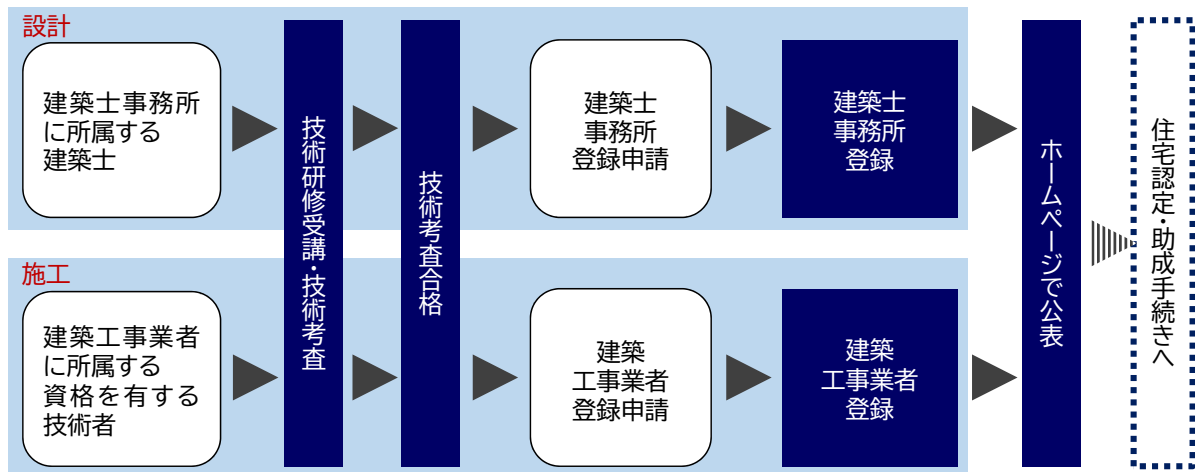 設計
建築士事務所
に所属する
建築士
技術研修受講・技術考査
技術考査合格
建築士
事務所
登録申請
建築士
事務所
登録
ホームページで公表
住宅認定・助成手続きへ
施工
建築工事業者
に所属する
資格を有する
技術者
建築
工事業者
登録申請
建築
工事業者
登録